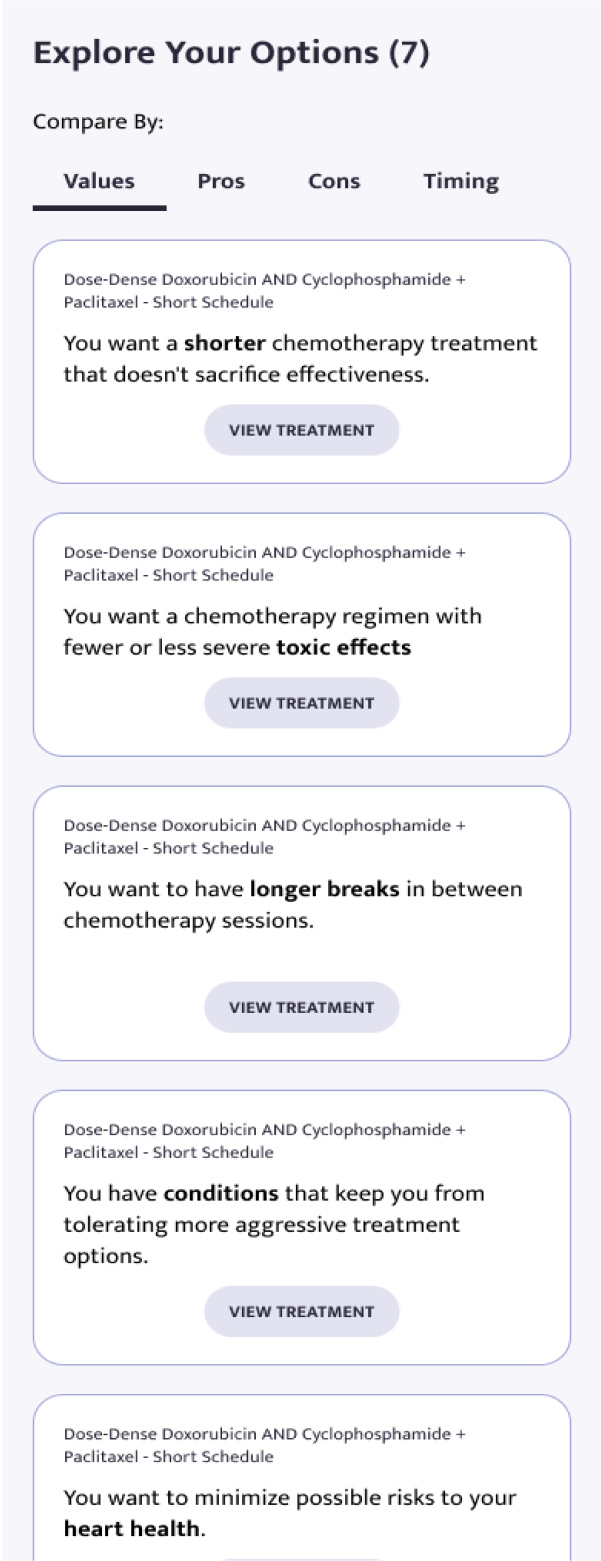 Explore Your Options (7)
Compare By:
Values Pros Cons Timing
Dose-Dense Doxorubicin AND Cyclophosphamide +
Paclitaxel - Short Schedule
You want a shorter chemotherapy treatment
that doesn't sacrifice effectiveness.
VIEW TREATMENT
Dose-Dense Doxorubicin AND Cyclophosphamide +
Paclitaxel - Short Schedule
You want a chemotherapy regimen with
fewer or less severe toxic effects
VIEW TREATMENT
Dose-Dense Doxorubicin AND Cyclophosphamide +
Paclitaxel - Short Schedule
You want to have longer breaks in between
chemotherapy sessions.
VIEW TREATMENT
Dose-Dense Doxorubicin AND Cyclophosphamide +
Paclitaxel - Short Schedule
You have conditions that keep you from
tolerating more aggressive treatment
options.
VIEW TREATMENT
Dose-Dense Doxorubicin AND Cyclophosphamide +
Paclitaxel - Short Schedule
You want to minimize possible risks to your
heart health.